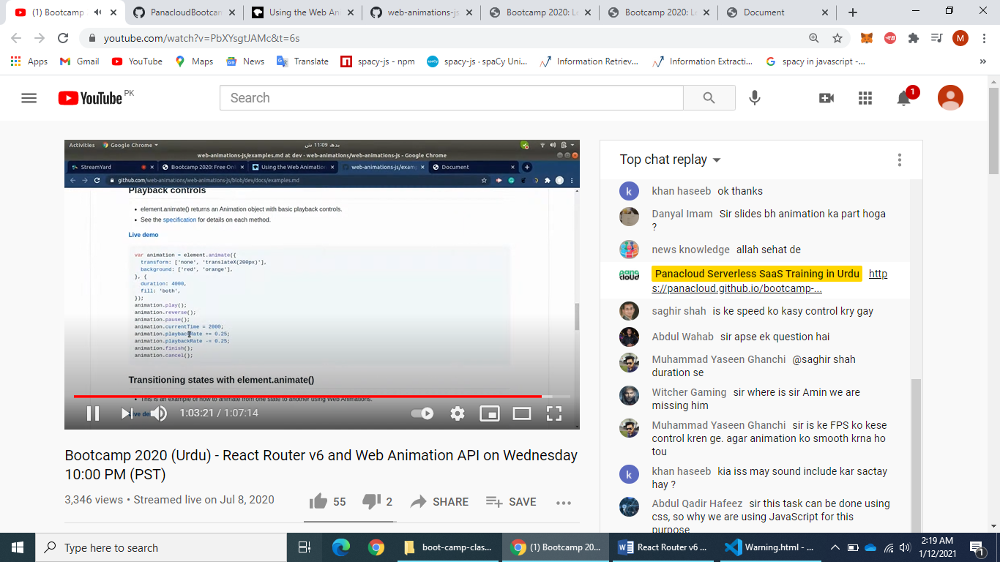 (1) Bootcamp
PanacloudBootcam
Using the Web An
web-animations-js
Bootcamp 2020: Le
Bootcamp 2020: Le
Document
youtube.com/watch?v=PbXYsgtJAMc&t=6s
M
Apps
Gmail
YouTube
Maps
News
Translate
spacy-js - npm
spacy-js · spaCy Uni...
Information Retriev...
Information Extracti...
spacy in javascript -...
YouTube PK
Search
1
Activities
Google Chrome
بدھ 11:09 ش
web-animations-js/examples.md at dev · web-animations/web-animations-js - Google Chrome
StreamYard
Bootcamp 2020: Free Onl
Using the Web Animation
web-animations-js/exam
Document
github.com/web-animations/web-animations-js/blob/dev/docs/examples.md
Playback controls
• element.animate() returns an Animation object with basic playback controls.
• See the specification for details on each method.
Live demo
var animation = element.animate({
transform: ['none', 'translateX(200px)'],
background: ['red', 'orange'],
}, {
duration: 4000,
fill: 'both',
});
animation.play();
animation.reverse();
animation.pause();
animation.currentTime = 2000;
animation.playbackRate += 0.25;
animation.playbackRate -= 0.25;
animation.finish();
animation.cancel();
Transitioning states with element.animate()
• This is an example of how to animate from one state to another using Web Animations.
1:03:21 / 1:07:14
Bootcamp 2020 (Urdu) - React Router v6 and Web Animation API on Wednesday
10:00 PM (PST)
3,346 views • Streamed live on Jul 8, 2020
55
2
SHARE
SAVE
Top chat replay
khan haseeb ok thanks
Danyal Imam Sir slides bh animation ka part hoga
?
news knowledge allah sehat de
Panacloud Serverless SaaS Training in Urdu http
s://panacloud.github.io/bootcamp-...
saghir shah is ke speed ko kasy control kry gay
Abdul Wahab sir apse ek question hai
Muhammad Yaseen Ghanchi @saghir shah
duration se
Witcher Gaming sir where is sir Amin we are
missing him
Muhammad Yaseen Ghanchi sir is ke FPS ko kese
control kren ge. agar animation ko smooth krna ho
tou
khan haseeb kia iss may sound include kar sactay
hay ?
Abdul Qadir Hafeez sir this task can be done using
css, so why we are using JavaScript for this
purpose
Type here to search
boot-camp-clas...
(1) Bootcamp 20...
React Router v6 ...
Warning.html - ...
2:19 AM
1/12/2021
1